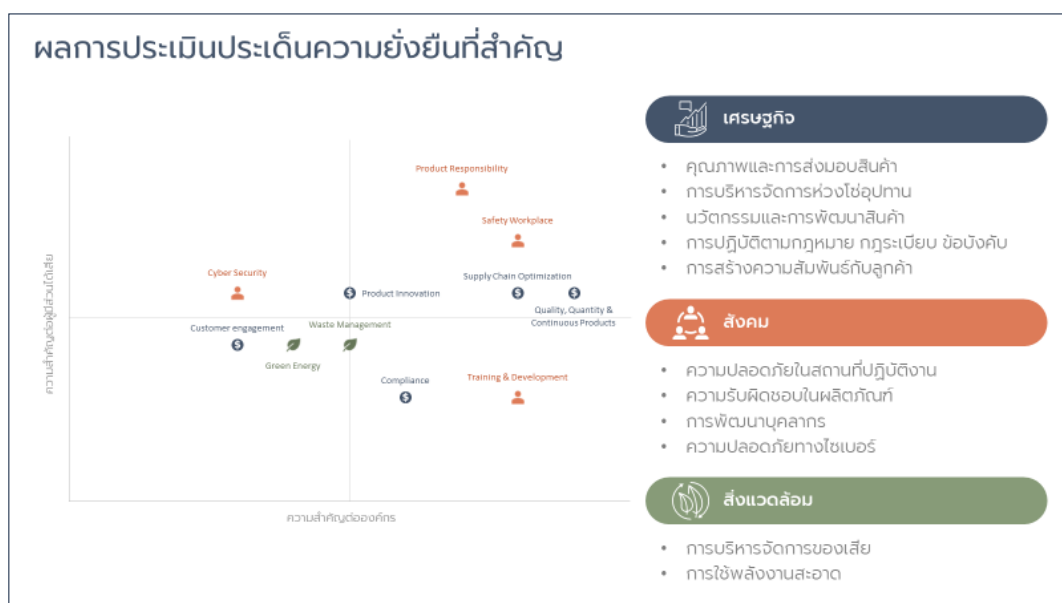 ผลการประเมินประเด็นความยั่งยืนที่สำคัญ
ความสำคัญต่อผู้มีส่วนได้เสีย
Product Responsibility
Safety Workplace
Cyber Security
Supply Chain Optimization
Product Innovation
Quality, Quantity &
Continuous Products
Customer engagement
Waste Management
Green Energy
Compliance
Training & Development
ความสำคัญต่อองค์กร
เศรษฐกิจ
• คุณภาพและการส่งมอบสินค้า
• การบริหารจัดการห่วงโซ่อุปทาน
• นวัตกรรมและการพัฒนาสินค้า
• การปฏิบัติตามกฎหมาย กฎระเบียบ ข้อบังคับ
• การสร้างความสัมพันธ์กับลูกค้า
สังคม
• ความปลอดภัยในสถานที่ปฏิบัติงาน
• ความรับผิดชอบในผลิตภัณฑ์
• การพัฒนาบุคลากร
• ความปลอดภัยทางไซเบอร์
สิ่งแวดล้อม
• การบริหารจัดการของเสีย
• การใช้พลังงานสะอาด